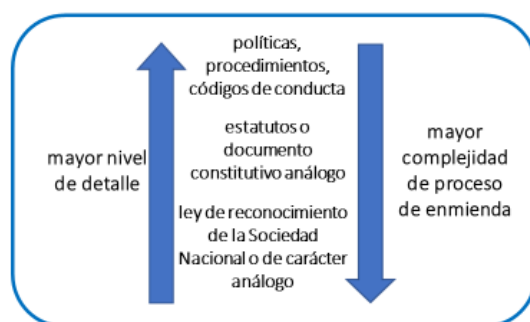 políticas,
procedimientos,
códigos de conducta
estatutos o
documento
constitutivo análogo
ley de reconocimiento
de la Sociedad
Nacional o de carácter
análogo
mayor nivel
de detalle
mayor
complejidad
de proceso
de enmienda